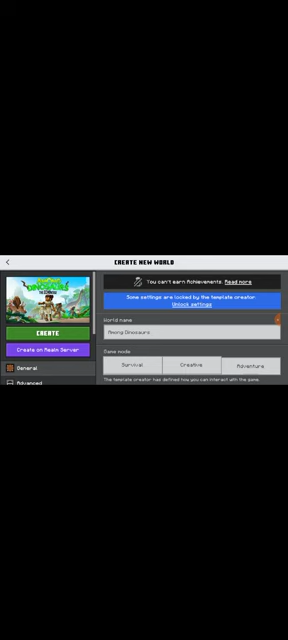 CREATE NEW WORLD
DINOSAURS
You can't earn Achievements. Read more
Some settings are locked by the template creator
Unlock settings
CREATE
World name
Among Dinosaurs
Create on Realm Server
Game mode
General
Survival
Creative
Adventure
Advanced
The template creator has defined how you can interact with the game.